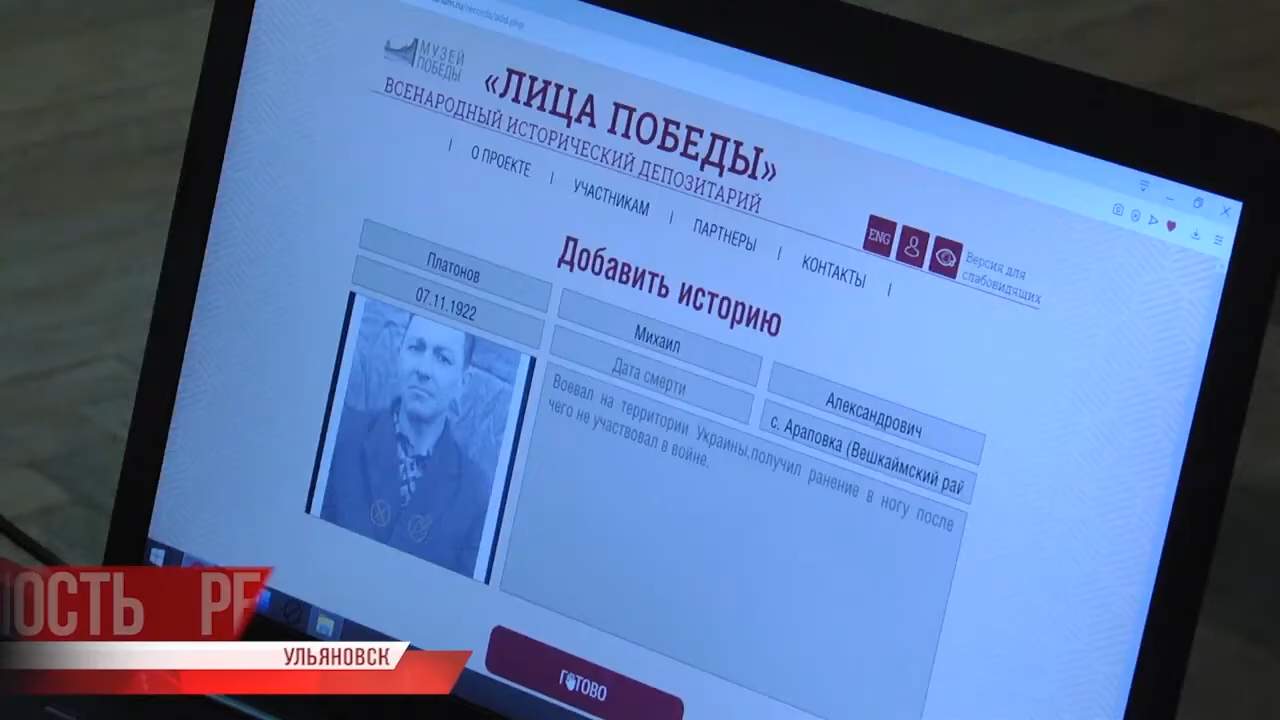 МУЗЕЙ
ПОБЕДЫ
«ЛИЦА ПОБЕДЫ»
ВСЕНАРОДНЫЙ ИСТОРИЧЕСКИЙ ДЕПОЗИТАРИЙ
О ПРОЕКТЕ
УЧАСТНИКАМ
ПАРТНЕРЫ
КОНТАКТЫ
ENG
Версия для
слабовидящих
Добавить историю
Платонов
Михаил
Александрович
07.11.1922
Дата смерти
с. Араповка (Вешкаймский рай
Воевал на территории Украины,получил ранение в ногу после
чего не участвовал в войне.
ГОТОВО
НОСТЬ РЕ
УЛЬЯНОВСК